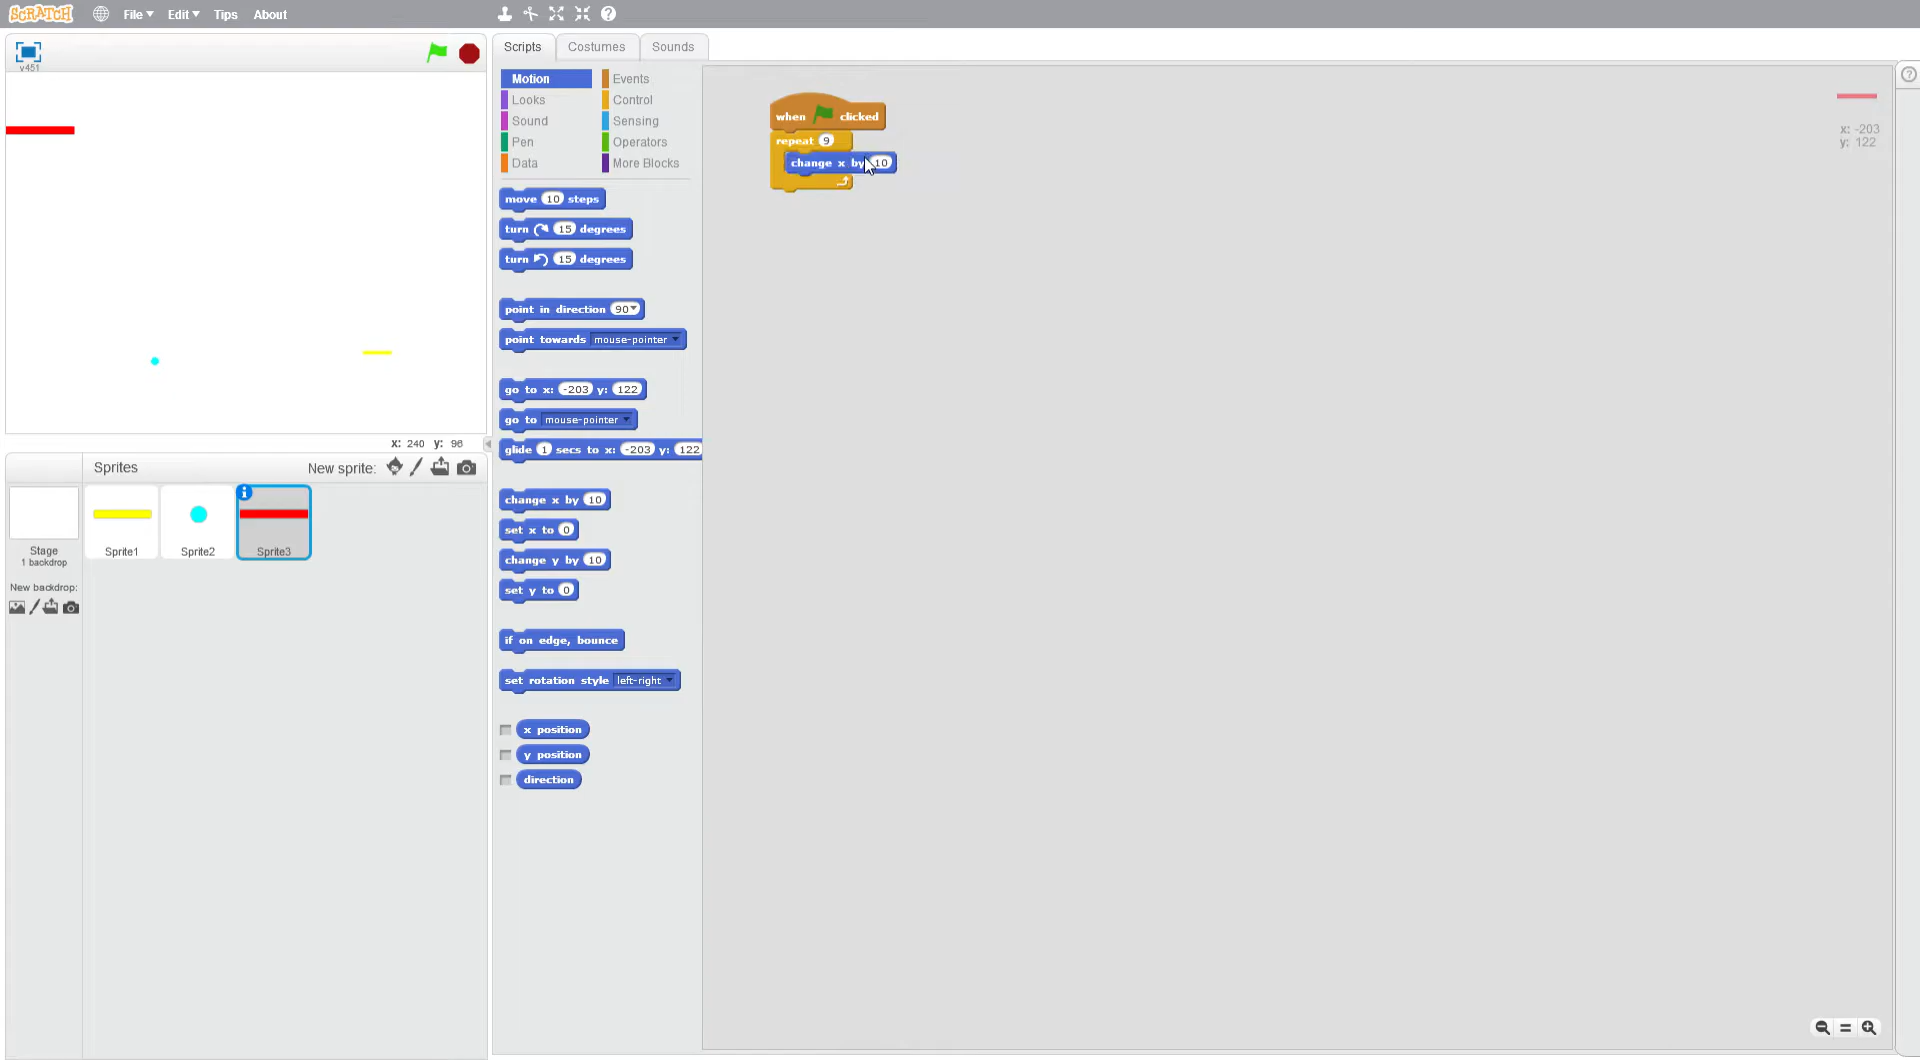 SCRATCH File Edit Tips About
v451
Scripts Costumes Sounds
Motion Events
Looks Control
Sound Sensing
Pen Operators
Data More Blocks
move 10 steps
turn 15 degrees
turn 15 degrees
point in direction 90
point towards mouse-pointer
go to x: -203 y: 122
go to mouse-pointer
glide 1 secs to x: -203 y: 122
change x by 10
set x to 0
change y by 10
set y to 0
if on edge, bounce
set rotation style left-right
x position
y position
direction
when clicked
repeat 9
change x by 10
x: -203
y: 122
x: 240 y: 96
Sprites New sprite:
Stage
1 backdrop
New backdrop:
Sprite1 Sprite2 Sprite3